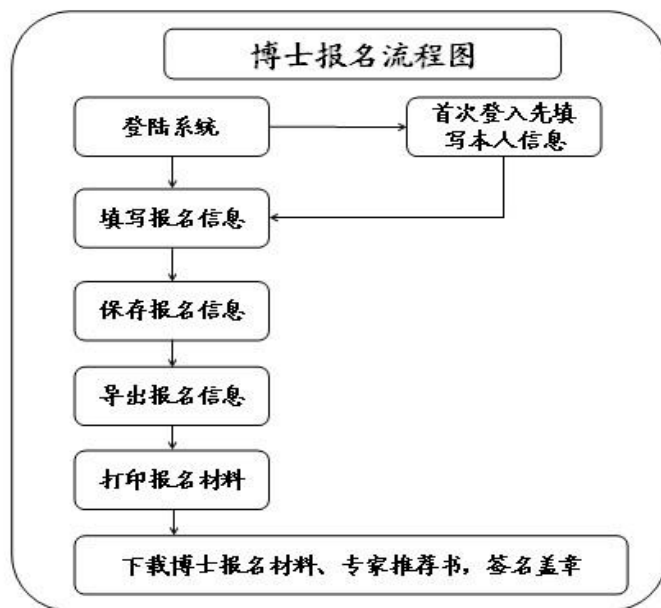 博士报名流程图
登陆系统
首次登入先填
写本人信息
填写报名信息
保存报名信息
导出报名信息
打印报名材料
下载博士报名材料、专家推荐书，签名盖章